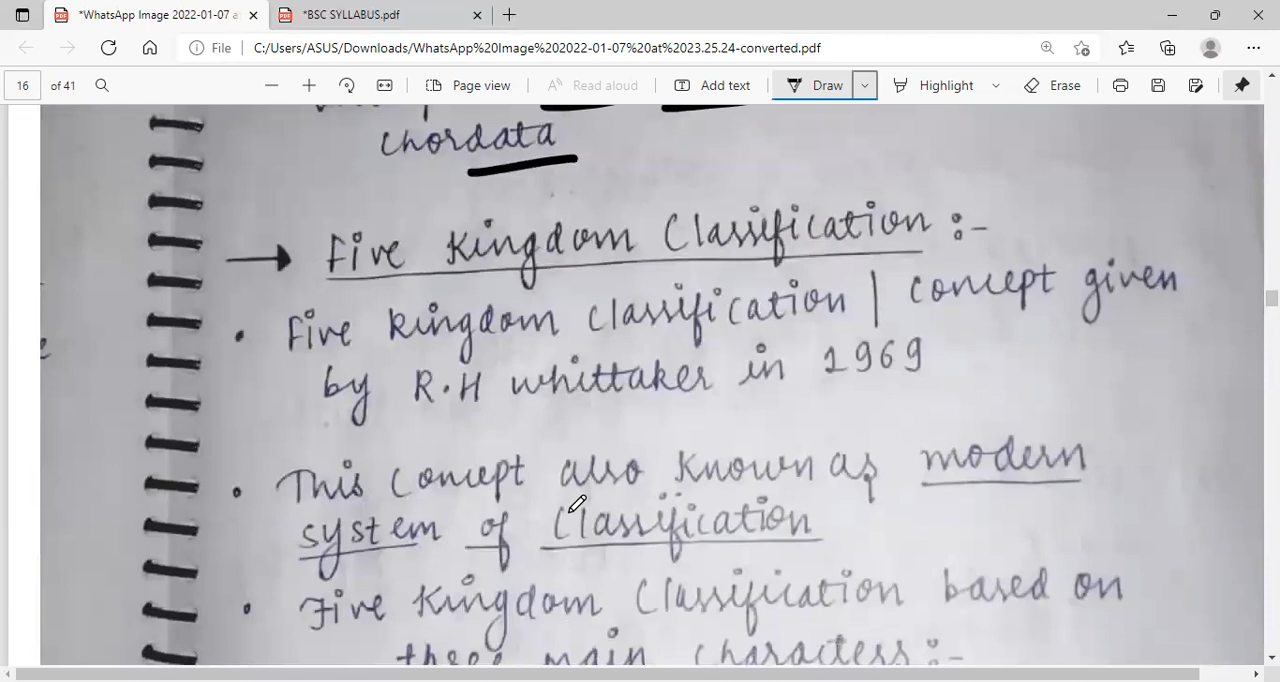 *WhatsApp Image 2022-01-07 a
*BSC SYLLABUS.pdf
File
C:/Users/ASUS/Downloads/WhatsApp%20Image%202022-01-07%20at%2023.25.24-converted.pdf
16 of 41
Page view
Read aloud
Add text
Draw
Highlight
Erase
chordata
Five Kingdom Classification :-
Five Kingdom Classification | concept given
by R.H Whittaker in 1969
This concept also known as modern
system of Classification
Five Kingdom Classification based on
three main characters :-